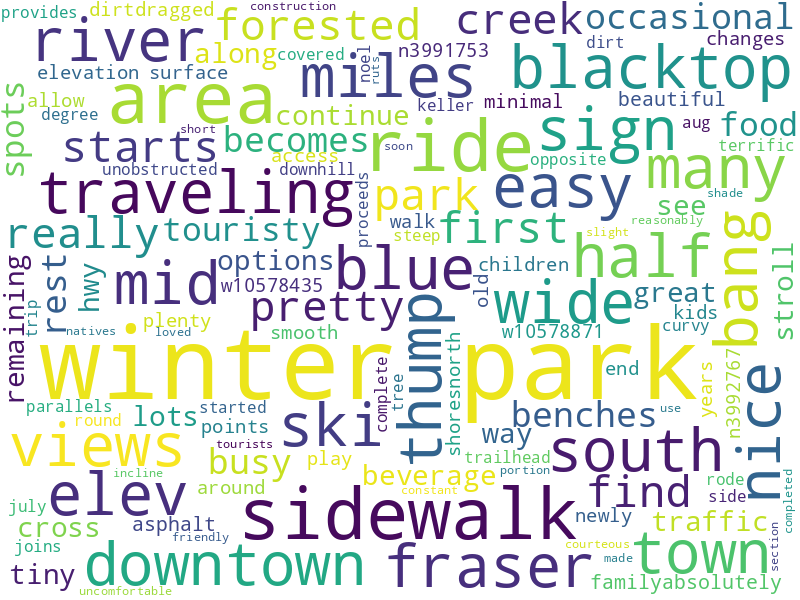 provides dirtdragged construction creek occasional
river forested n3991753 dirt changes
along covered noel ruts
elevation surface miles blacktop
spots allow area continue keller minimal beautiful
degree short aug food
starts becomes ride sign terrific
unobstructed access downhill soon opposite many
traveling proceeds park easy see shade
really touristy walk first reasonably
steep slight bang
rest hwy mid options blue children half stroll
remaining w10578435 old wide great
trip pretty thump kids
natives plenty loved smooth w10578871 curvy
winter park
shoresnorth end n3992767 years
parallels lots started complete tree benches use nice
round points ski way
views tourists trailhead south
busy play portion
incline around beverage find rode
elev constant side completed
july cross asphalt sidewalk newly traffic
joins friendly courteous section
tiny downtown fraser made town
uncomfortable familyabsolutely